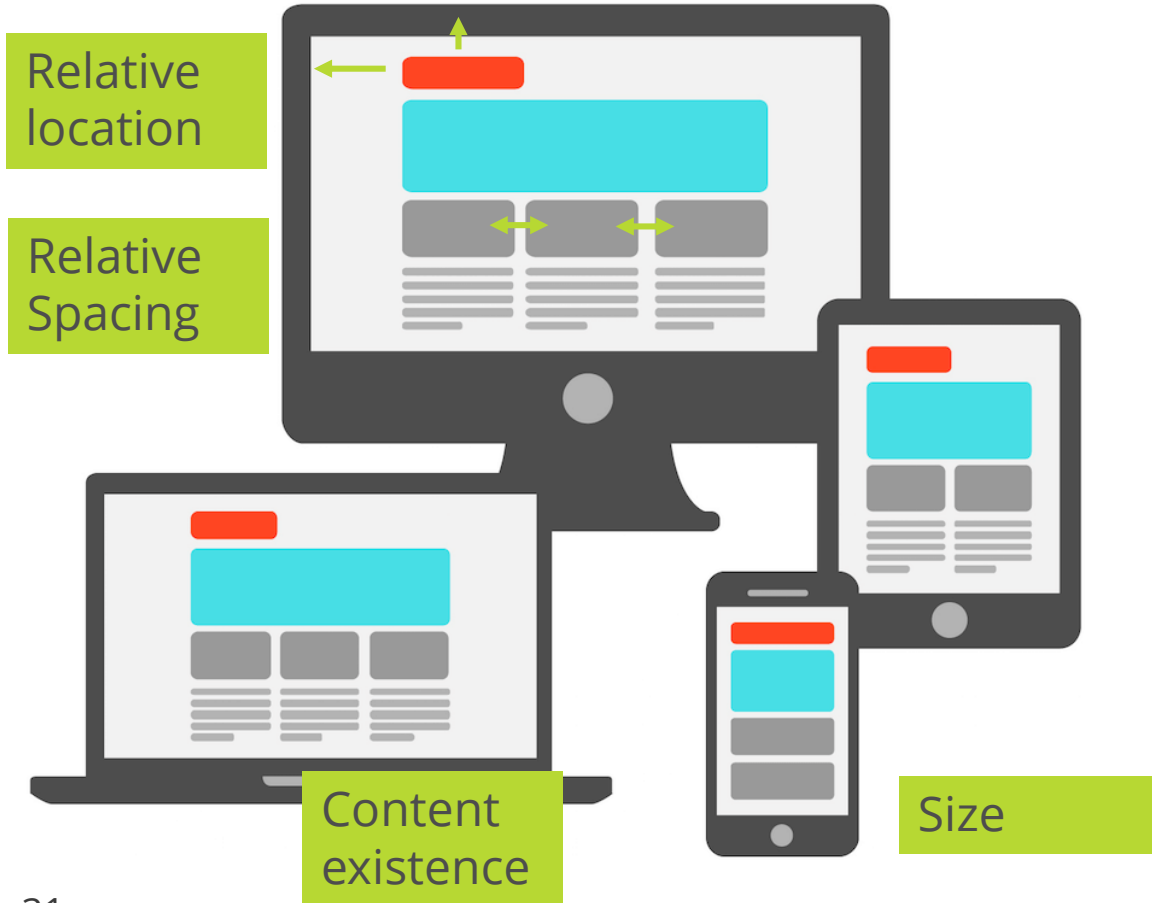 Relative
location
Relative
Spacing
Content
existence
Size